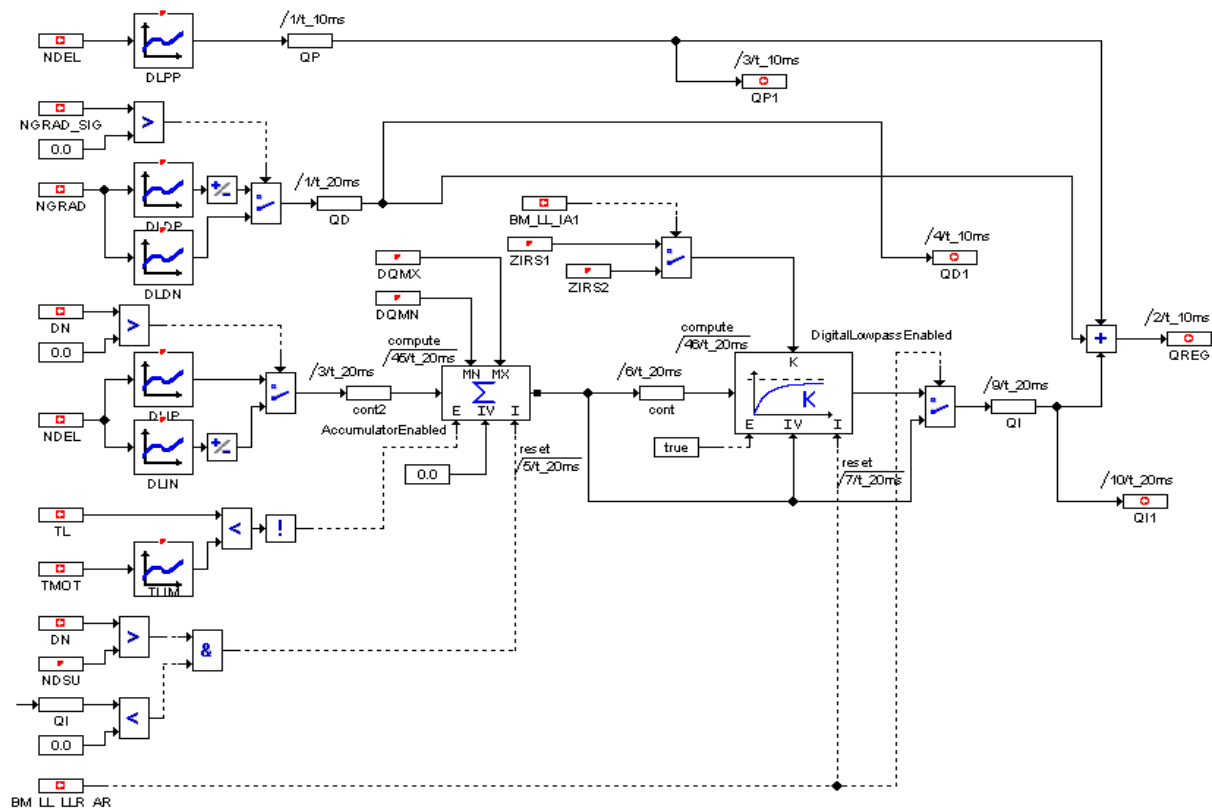 /1/t_10ms
NDEL
QP
DLPP
/3/t_10ms
QP1
NGRAD_SIG
>
0.0
/1/t_20ms
NGRAD
+/-
QD
DLDP
DLDN
BM_LL_IA1
ZIRS1
ZIRS2
/4/t_10ms
QD1
DQMX
DQMN
DN
>
0.0
/3/t_20ms
cont2
compute
/45/t_20ms
MN MX
Σ
E IV I
AccumulatorEnabled
/6/t_20ms
cont
compute
/46/t_20ms
DigitalLowpassEnabled
K
K
E IV I
/2/t_10ms
+
QREG
/9/t_20ms
QI
DLIP
NDEL
+/-
DLIN
0.0
reset
/5/t_20ms
true
reset
/7/t_20ms
/10/t_20ms
QI1
TL
<
!
TMOT
TLIM
DN
>
&
NDSU
QI
<
0.0
BM_LL_LLR_AR